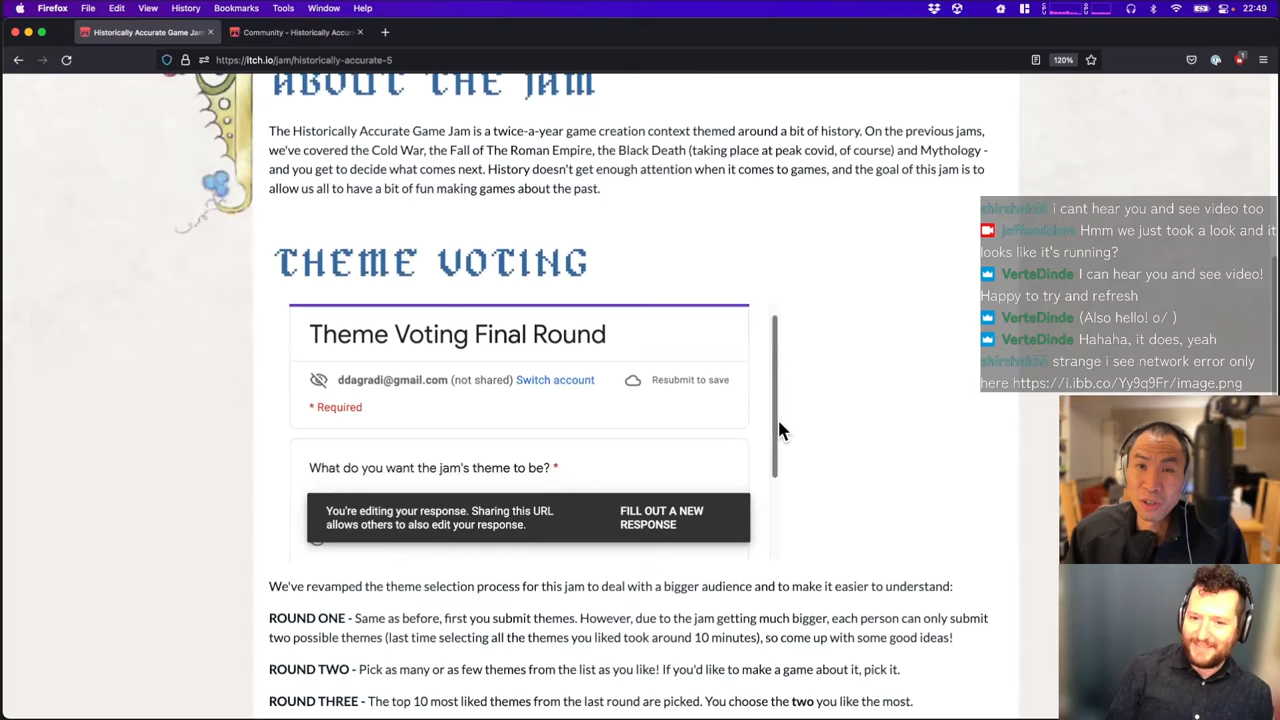 Firefox File Edit View History Bookmarks Tools Window Help 22:49
Historically Accurate Game Jam
Community - Historically Accura
https://itch.io/jam/historically-accurate-5 120%
ABOUT THE JAM
The Historically Accurate Game Jam is a twice-a-year game creation context themed around a bit of history. On the previous jams,
we've covered the Cold War, the Fall of The Roman Empire, the Black Death (taking place at peak covid, of course) and Mythology -
and you get to decide what comes next. History doesn't get enough attention when it comes to games, and the goal of this jam is to
allow us all to have a bit of fun making games about the past.
THEME VOTING
Theme Voting Final Round
ddagradi@gmail.com (not shared) Switch account
Resubmit to save
* Required
What do you want the jam's theme to be? *
You're editing your response. Sharing this URL
allows others to also edit your response.
FILL OUT A NEW
RESPONSE
We've revamped the theme selection process for this jam to deal with a bigger audience and to make it easier to understand:
ROUND ONE - Same as before, first you submit themes. However, due to the jam getting much bigger, each person can only submit
two possible themes (last time selecting all the themes you liked took around 10 minutes), so come up with some good ideas!
ROUND TWO - Pick as many or as few themes from the list as you like! If you'd like to make a game about it, pick it.
ROUND THREE - The top 10 most liked themes from the last round are picked. You choose the two you like the most.
i cant hear you and see video too
Hmm we just took a look and it
looks like it's running?
VerteDinde I can hear you and see video!
Happy to try and refresh
VerteDinde (Also hello! o/ )
VerteDinde Hahaha, it does, yeah
strange i see network error only
here https://i.ibb.co/Yy9q9Fr/image.png